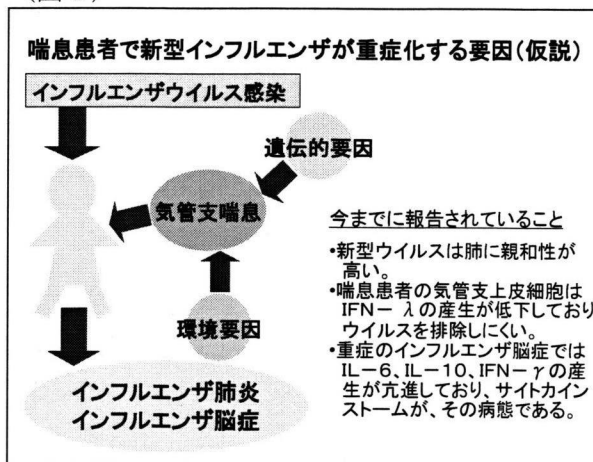 喘息患者で新型インフルエンザが重症化する要因(仮説)
インフルエンザウイルス感染
遺伝的要因
気管支喘息
環境要因
インフルエンザ肺炎
インフルエンザ脳症
今までに報告されていること
•新型ウイルスは肺に親和性が
高い。
•喘息患者の気管支上皮細胞は
IFN－λの産生が低下しており
ウイルスを排除しにくい。
•重症のインフルエンザ脳症では
IL－6、IL－10、IFN－γの産
生が亢進しており、サイトカイン
ストームが、その病態である。